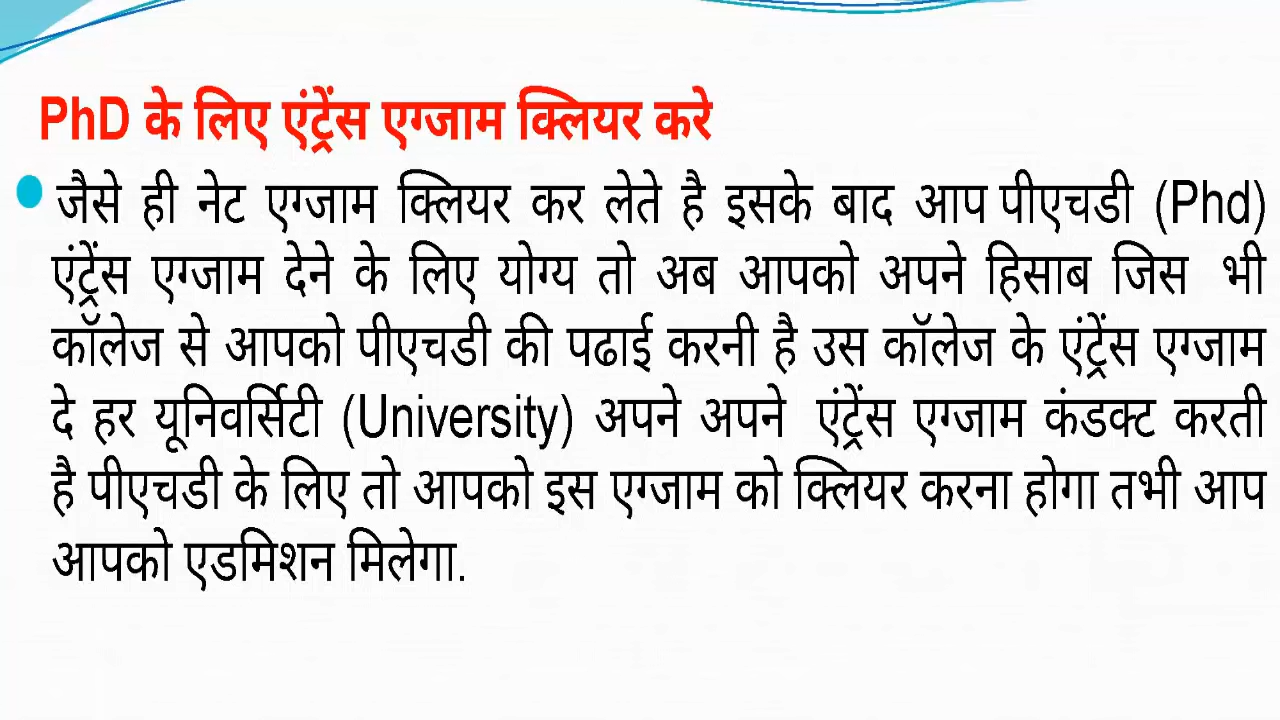 PhD के लिए एंट्रेंस एग्जाम क्लियर करे
जैसे ही नेट एग्जाम क्लियर कर लेते है इसके बाद आप पीएचडी (Phd)
एंट्रेंस एग्जाम देने के लिए योग्य तो अब आपको अपने हिसाब जिस भी
कॉलेज से आपको पीएचडी की पढाई करनी है उस कॉलेज के एंट्रेंस एग्जाम
दे हर यूनिवर्सिटी (University) अपने अपने एंट्रेंस एग्जाम कंडक्ट करती
है पीएचडी के लिए तो आपको इस एग्जाम को क्लियर करना होगा तभी आप
आपको एडमिशन मिलेगा.